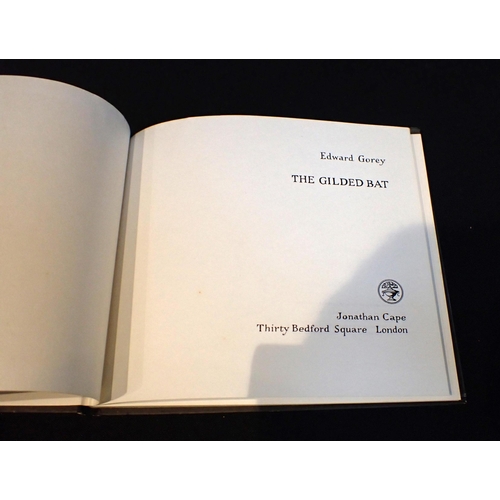 Edward Gorey
THE GILDED BAT
Jonathan Cape
Thirty Bedford Square London